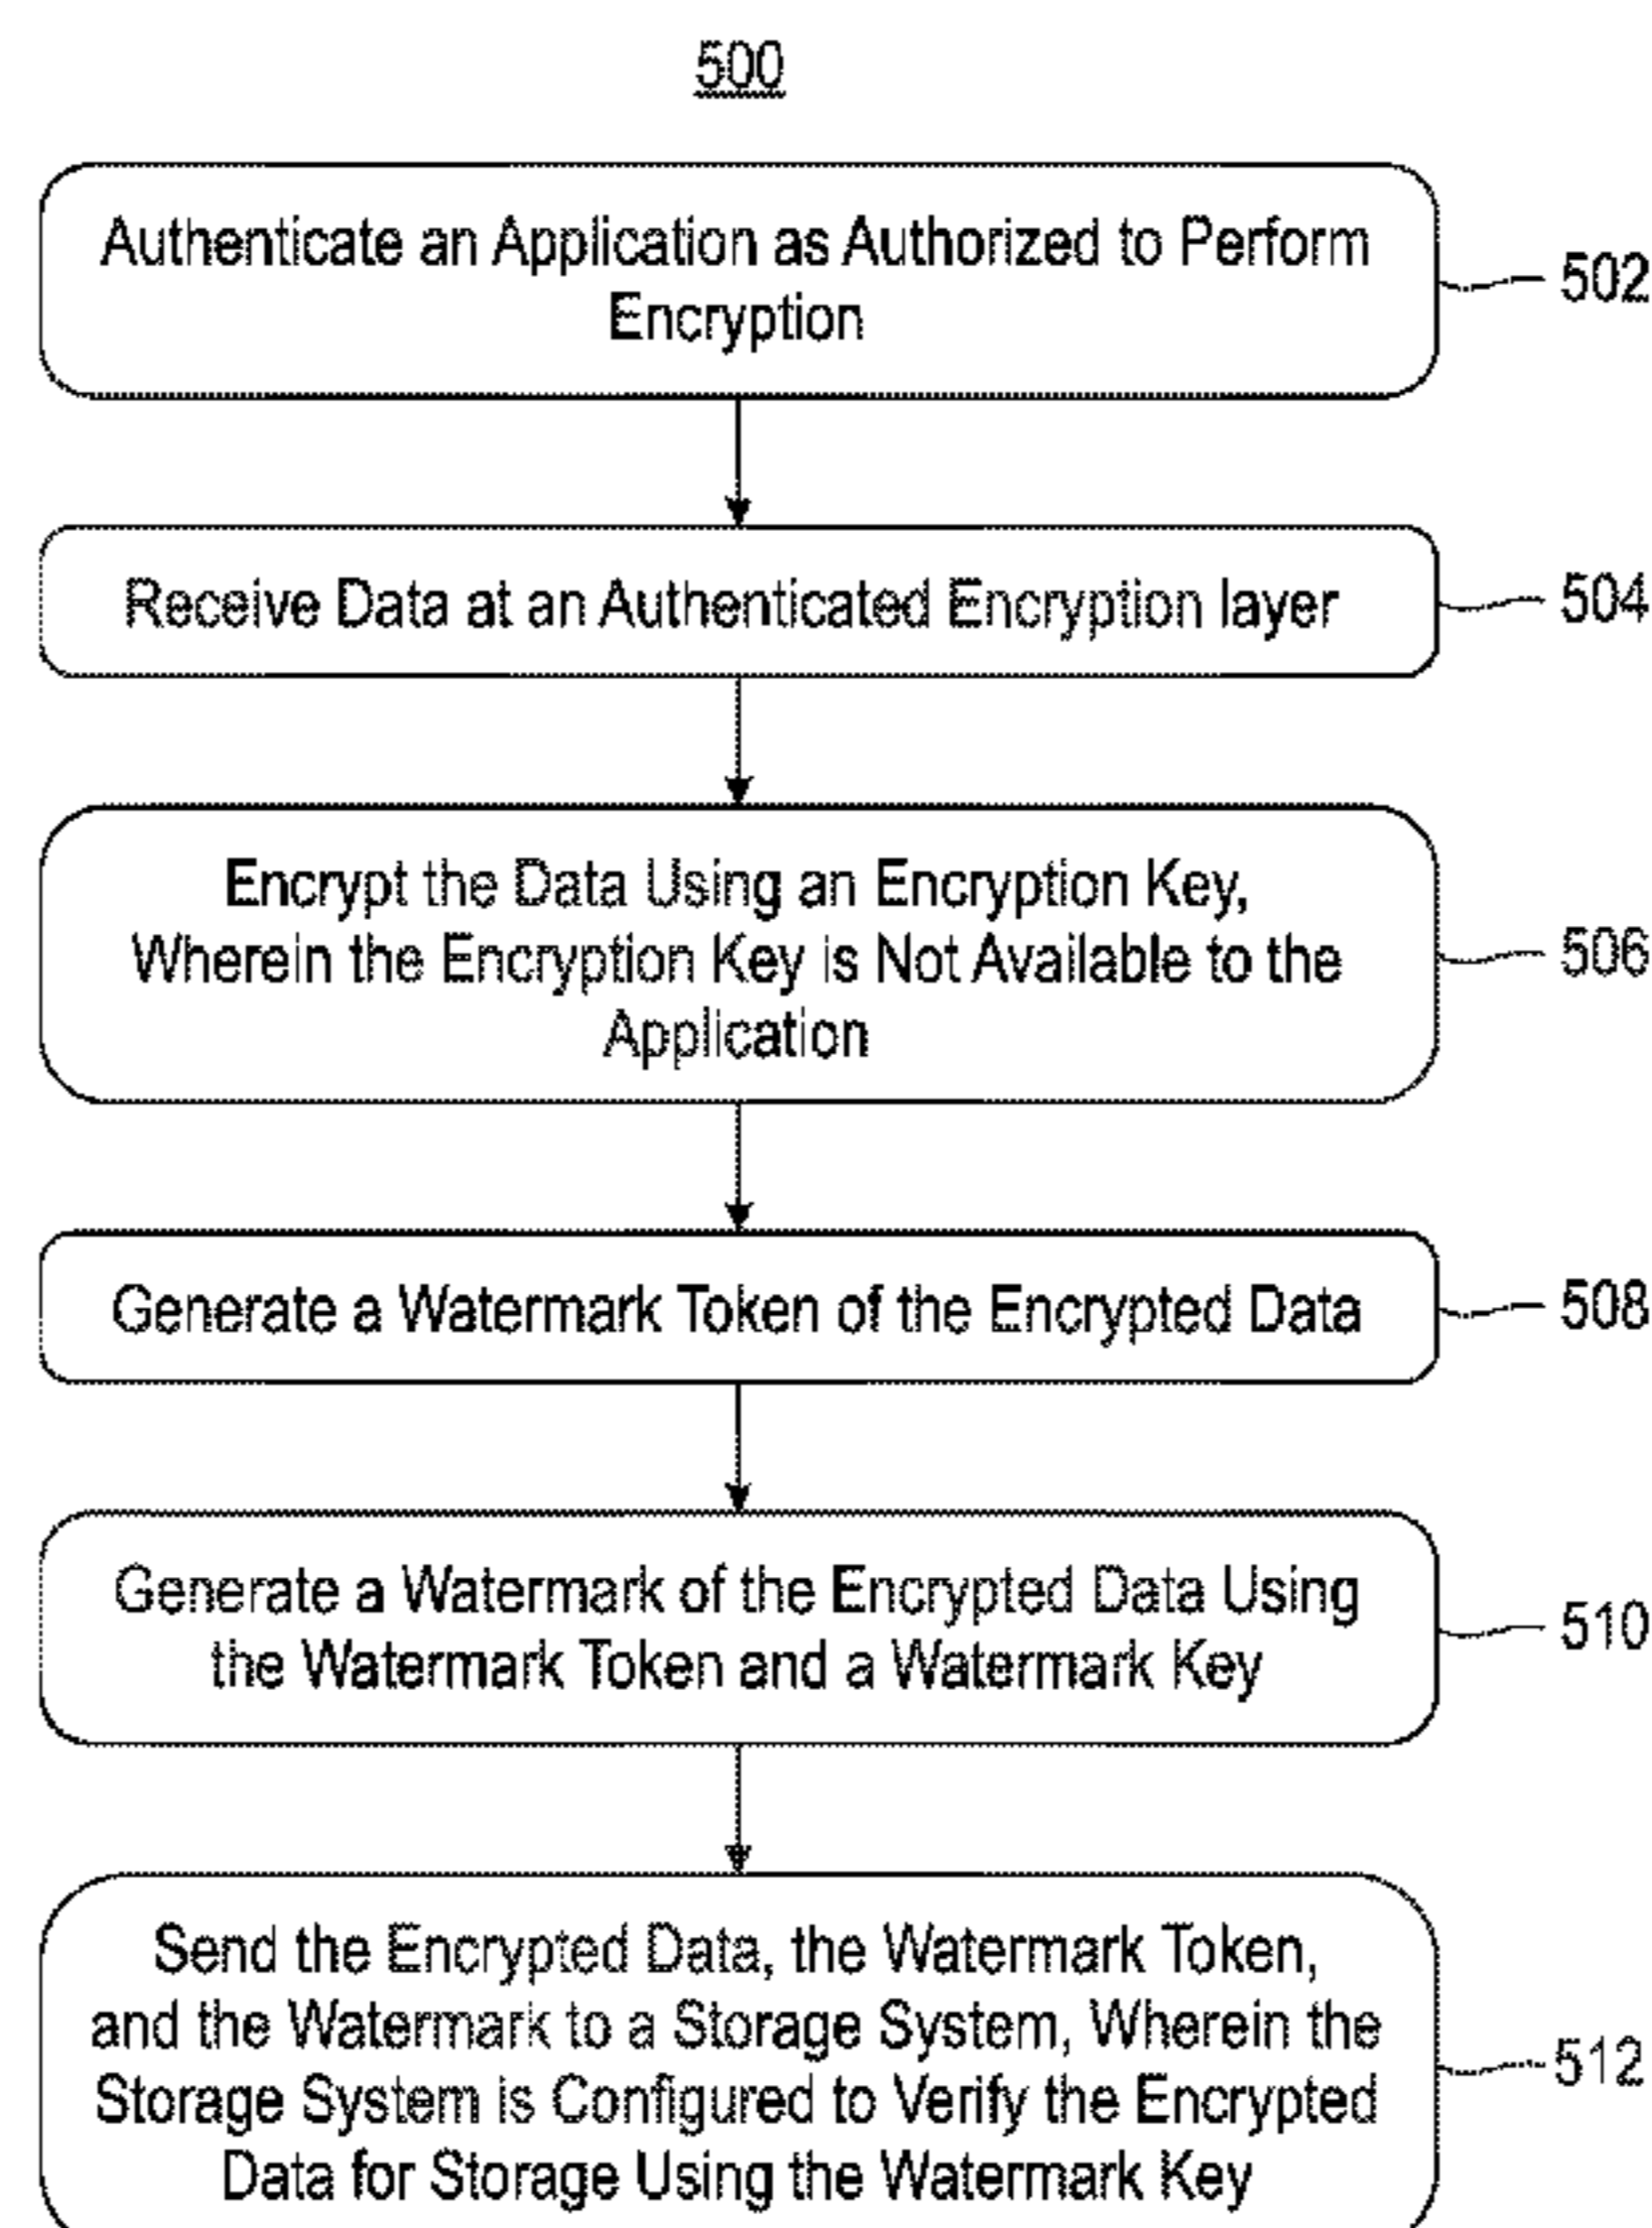 500
Authenticate an Application as Authorized to Perform
Encryption
502
Receive Data at an Authenticated Encryption layer
504
Encrypt the Data Using an Encryption Key,
Wherein the Encryption Key is Not Available to the
Application
506
Generate a Watermark Token of the Encrypted Data
508
Generate a Watermark of the Encrypted Data Using
the Watermark Token and a Watermark Key
510
Send the Encrypted Data, the Watermark Token,
and the Watermark to a Storage System, Wherein the
Storage System is Configured to Verify the Encrypted
Data for Storage Using the Watermark Key
512